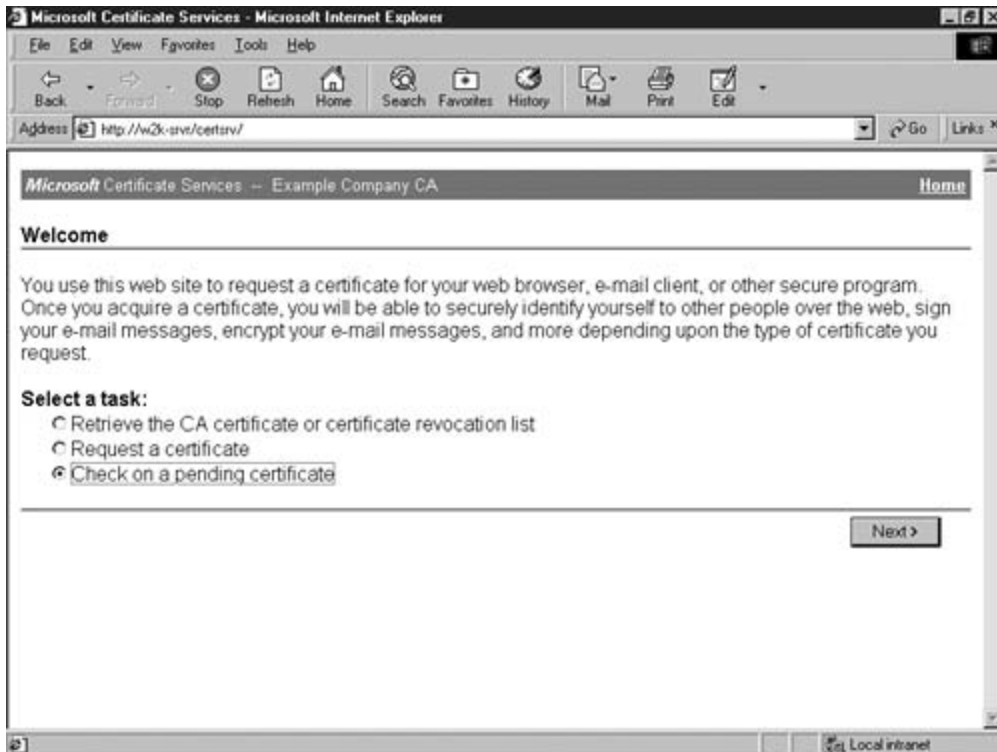 Microsoft Certificate Services - Microsoft Internet Explorer
File Edit View Favorites Tools Help
Back Forward Stop Refresh Home Search Favorites History Mail Print Edit
Address http://w2k-srvr/certsrv/ Go Links »
Microsoft Certificate Services -- Example Company CA Home
Welcome
You use this web site to request a certificate for your web browser, e-mail client, or other secure program.
Once you acquire a certificate, you will be able to securely identify yourself to other people over the web, sign
your e-mail messages, encrypt your e-mail messages, and more depending upon the type of certificate you
request.
Select a task:
Retrieve the CA certificate or certificate revocation list
Request a certificate
Check on a pending certificate
Next >
Local intranet